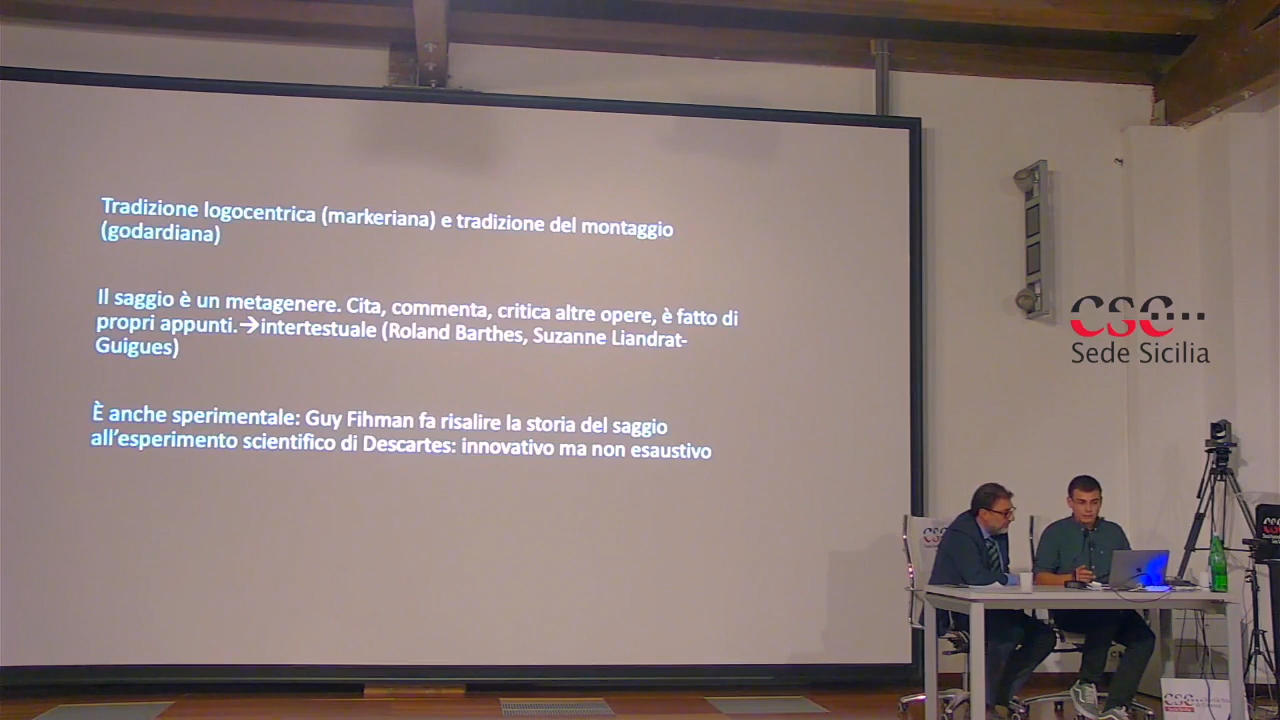 Tradizione logocentrica (markeriana) e tradizione del montaggio
(godardiana)
Il saggio è un metagenere. Cita, commenta, critica altre opere, è fatto di
propri appunti.→intertestuale (Roland Barthes, Suzanne Liandrat-
Guigues)
È anche sperimentale: Guy Fihman fa risalire la storia del saggio
all’esperimento scientifico di Descartes: innovativo ma non esaustivo
CSC
Sede Sicilia
CSC
CSC